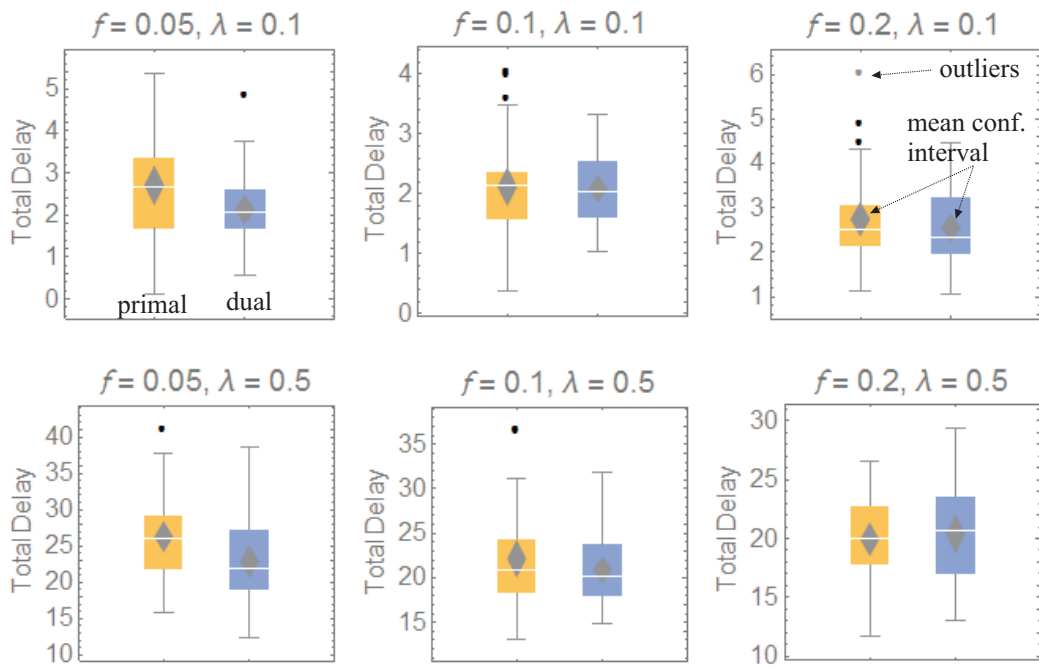 f = 0.05, λ = 0.1
Total Delay
5
4
3
2
1
0
primal
dual
f = 0.1, λ = 0.1
Total Delay
4
3
2
1
0
f = 0.2, λ = 0.1
Total Delay
6
5
4
3
2
1
outliers
mean conf.
interval
f = 0.05, λ = 0.5
Total Delay
40
35
30
25
20
15
10
f = 0.1, λ = 0.5
Total Delay
35
30
25
20
15
f = 0.2, λ = 0.5
Total Delay
30
25
20
15
10